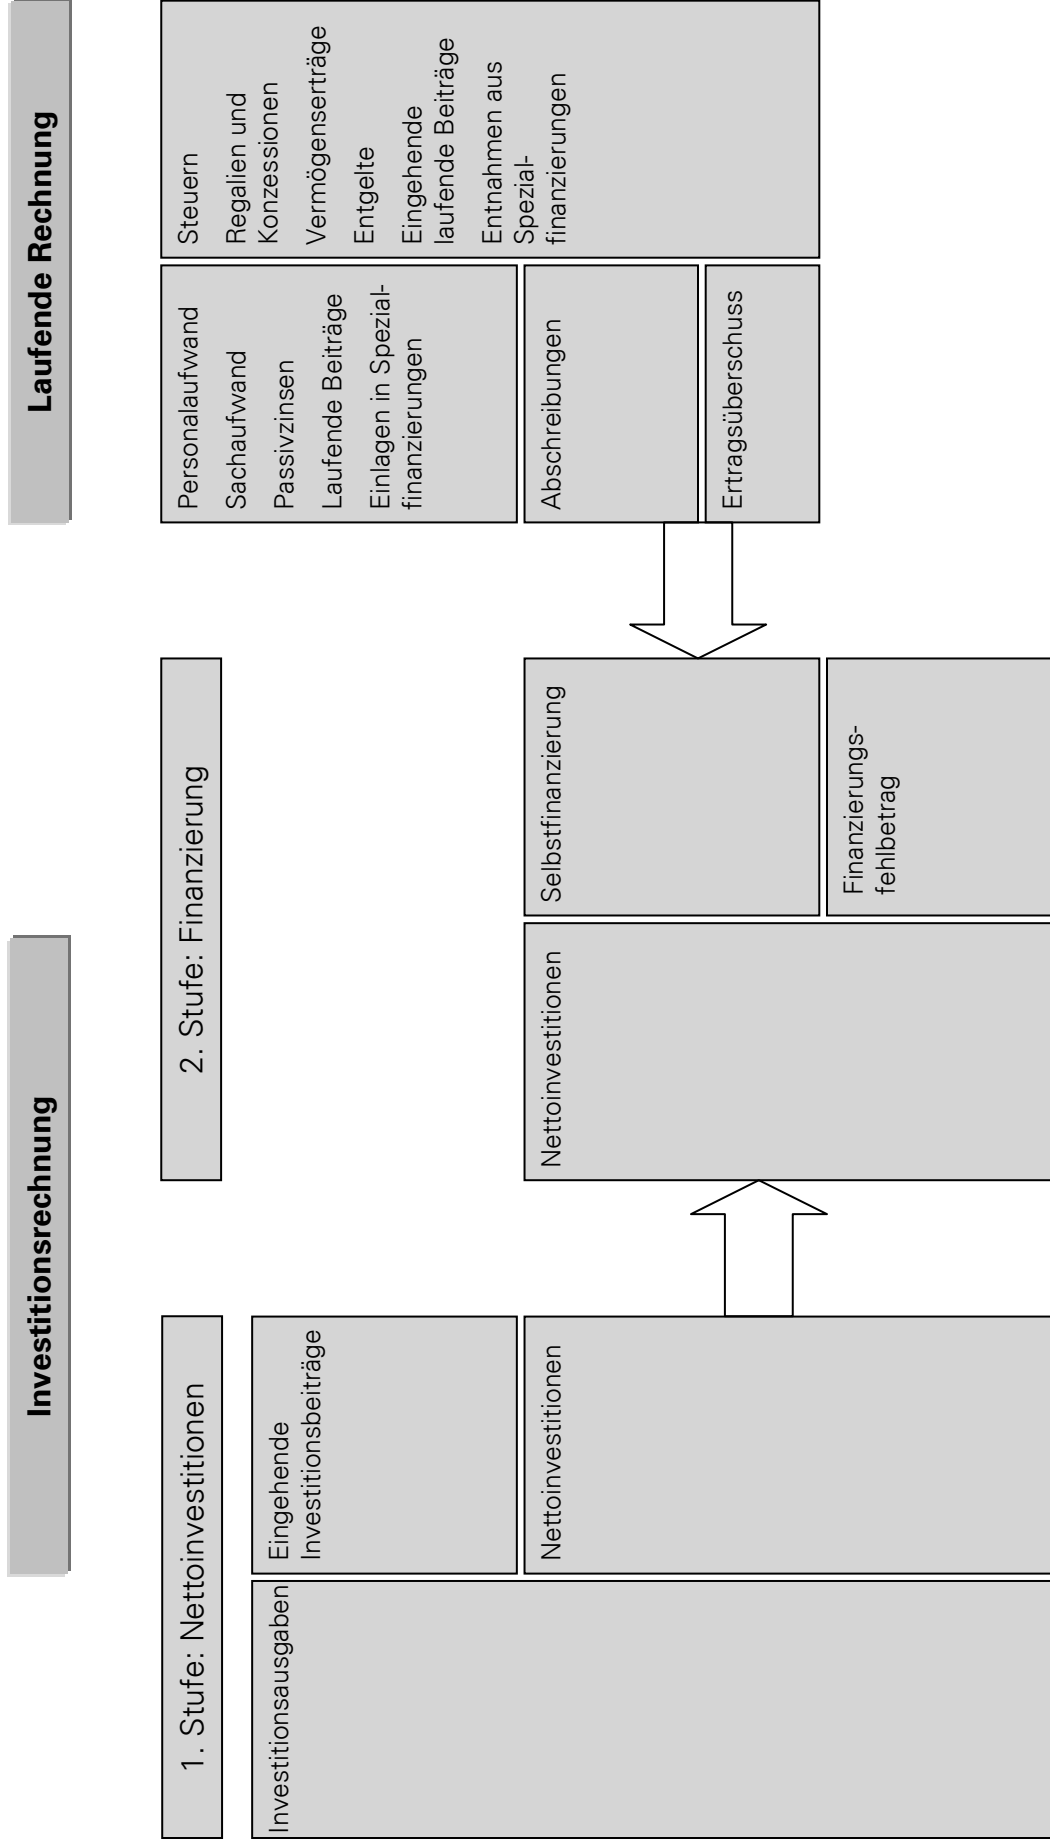 Investitionsrechnung
Laufende Rechnung
1. Stufe: Nettoinvestitionen
2. Stufe: Finanzierung
Investitionsausgaben
Eingehende
Investitionsbeiträge
Nettoinvestitionen
Nettoinvestitionen
Selbstfinanzierung
Finanzierungs-
fehlbetrag
Personalaufwand
Sachaufwand
Passivzinsen
Laufende Beiträge
Einlagen in Spezial-
finanzierungen
Abschreibungen
Ertragsüberschuss
Steuern
Regalien und
Konzessionen
Vermögenserträge
Entgelte
Eingehende
laufende Beiträge
Entnahmen aus
Spezial-
finanzierungen